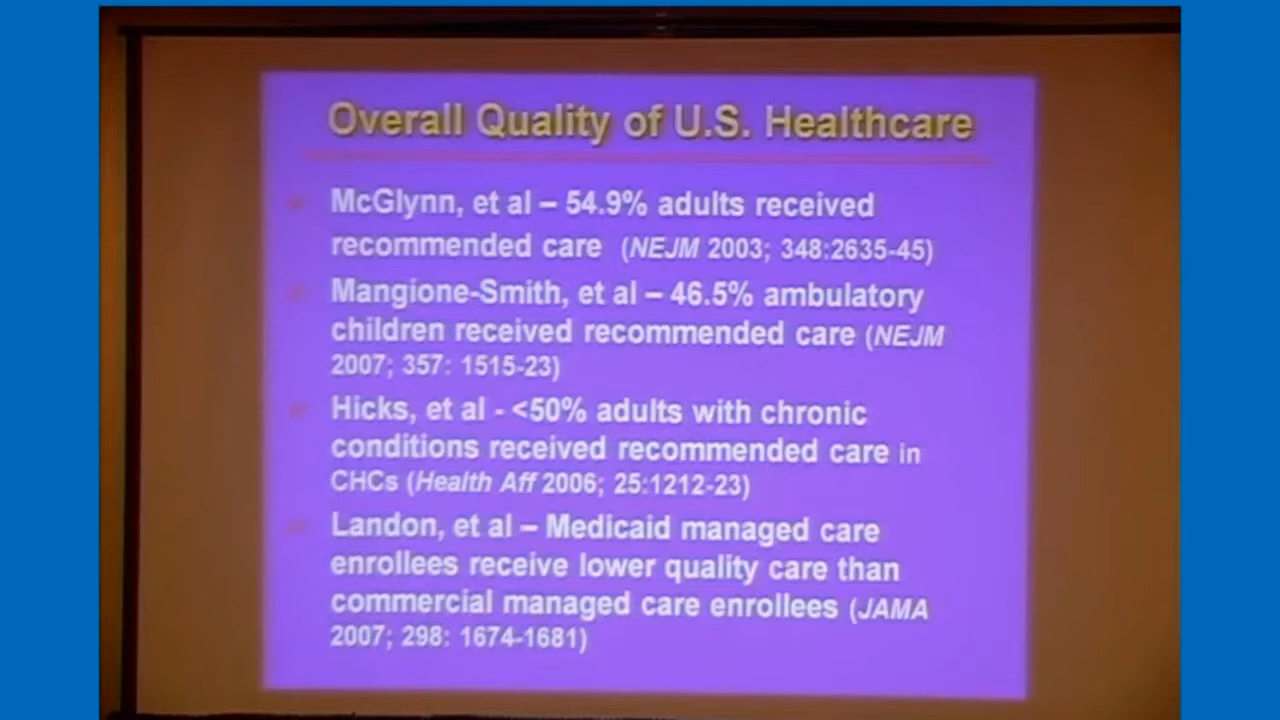 Overall Quality of U.S. Healthcare
McGlynn, et al – 54.9% adults received
recommended care (NEJM 2003; 348:2635-45)
Mangione-Smith, et al – 46.5% ambulatory
children received recommended care (NEJM
2007; 357: 1515-23)
Hicks, et al - <50% adults with chronic
conditions received recommended care in
CHCs (Health Aff 2006; 25:1212-23)
Landon, et al – Medicaid managed care
enrollees receive lower quality care than
commercial managed care enrollees (JAMA
2007; 298: 1674-1681)